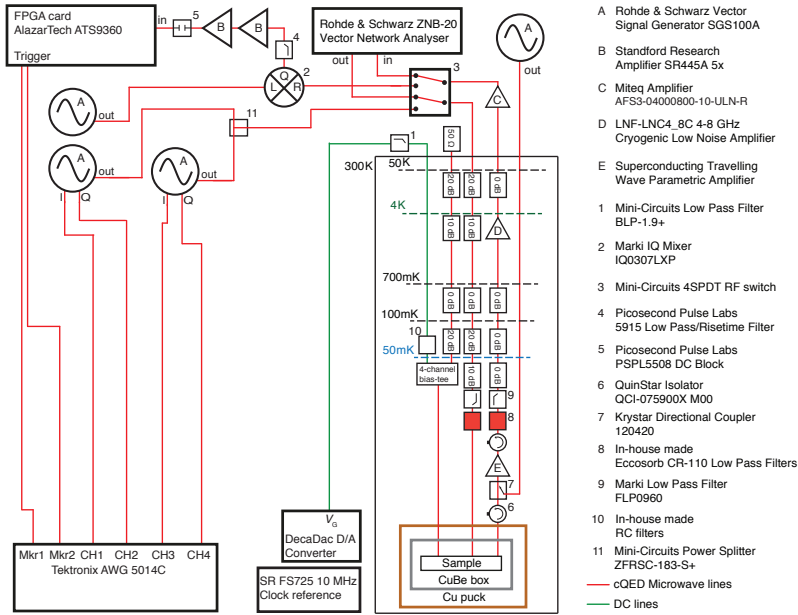 FPGA card
AlazarTech ATS9360
Trigger
in
5
B
B
4
Rohde & Schwarz ZNB-20
Vector Network Analyser
out
in
A
out
3
Q
L
R
2
C
A
out
11
A
out
I
Q
A
out
I
Q
1
50 Ω
300K
50K
20 dB
20 dB
0 dB
4K
10 dB
10 dB
D
700mK
0 dB
0 dB
0 dB
100mK
10
20 dB
20 dB
0 dB
50mK
4-channel
bias-tee
10 dB
0 dB
9
8
E
7
6
Sample
CuBe box
Cu puck
VG
DecaDac D/A
Converter
SR FS725 10 MHz
Clock reference
Mkr1 Mkr2 CH1 CH2 CH3 CH4
Tektronix AWG 5014C
A Rohde & Schwarz Vector
Signal Generator SGS100A
B Standford Research
Amplifier SR445A 5x
C Miteq Amplifier
AFS3-04000800-10-ULN-R
D LNF-LNC4_8C 4-8 GHz
Cryogenic Low Noise Amplifier
E Superconducting Travelling
Wave Parametric Amplifier
1 Mini-Circuits Low Pass Filter
BLP-1.9+
2 Marki IQ Mixer
IQ0307LXP
3 Mini-Circuits 4SPDT RF switch
4 Picosecond Pulse Labs
5915 Low Pass/Risetime Filter
5 Picosecond Pulse Labs
PSPL5508 DC Block
6 QuinStar Isolator
QCI-075900X M00
7 Krystar Directional Coupler
120420
8 In-house made
Eccosorb CR-110 Low Pass Filters
9 Marki Low Pass Filter
FLP0960
10 In-house made
RC filters
11 Mini-Circuits Power Splitter
ZFRSC-183-S+
cQED Microwave lines
DC lines